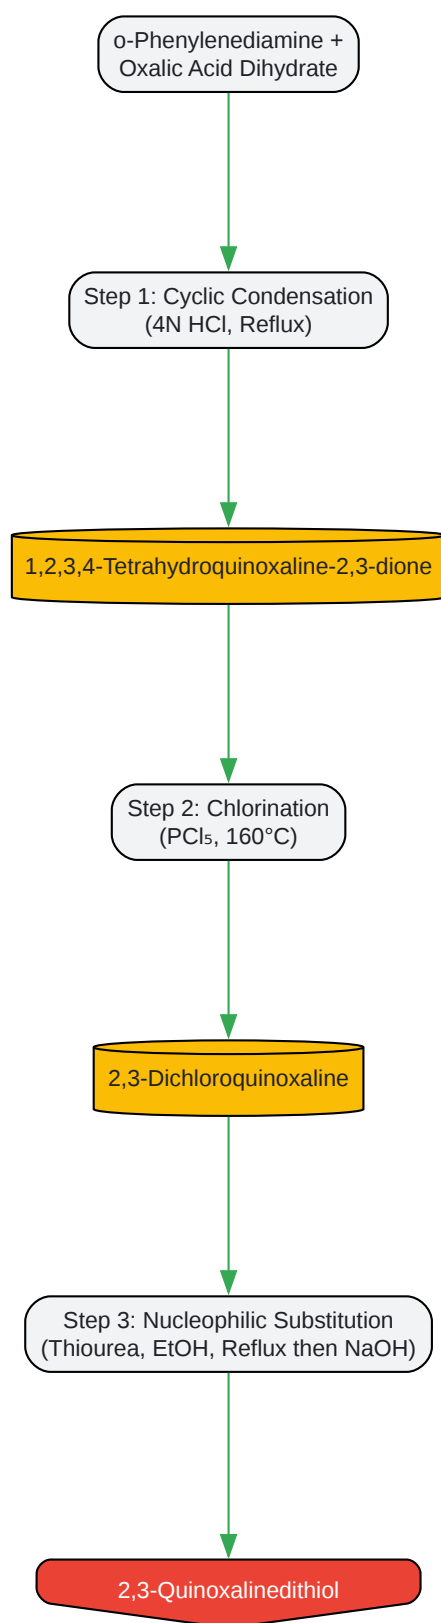 o-Phenylenediamine +
Oxalic Acid Dihydrate
Step 1: Cyclic Condensation
(4N HCl, Reflux)
1,2,3,4-Tetrahydroquinoxaline-2,3-dione
Step 2: Chlorination
(PCl₅, 160°C)
2,3-Dichloroquinoxaline
Step 3: Nucleophilic Substitution
(Thiourea, EtOH, Reflux then NaOH)
2,3-Quinoxalinedithiol